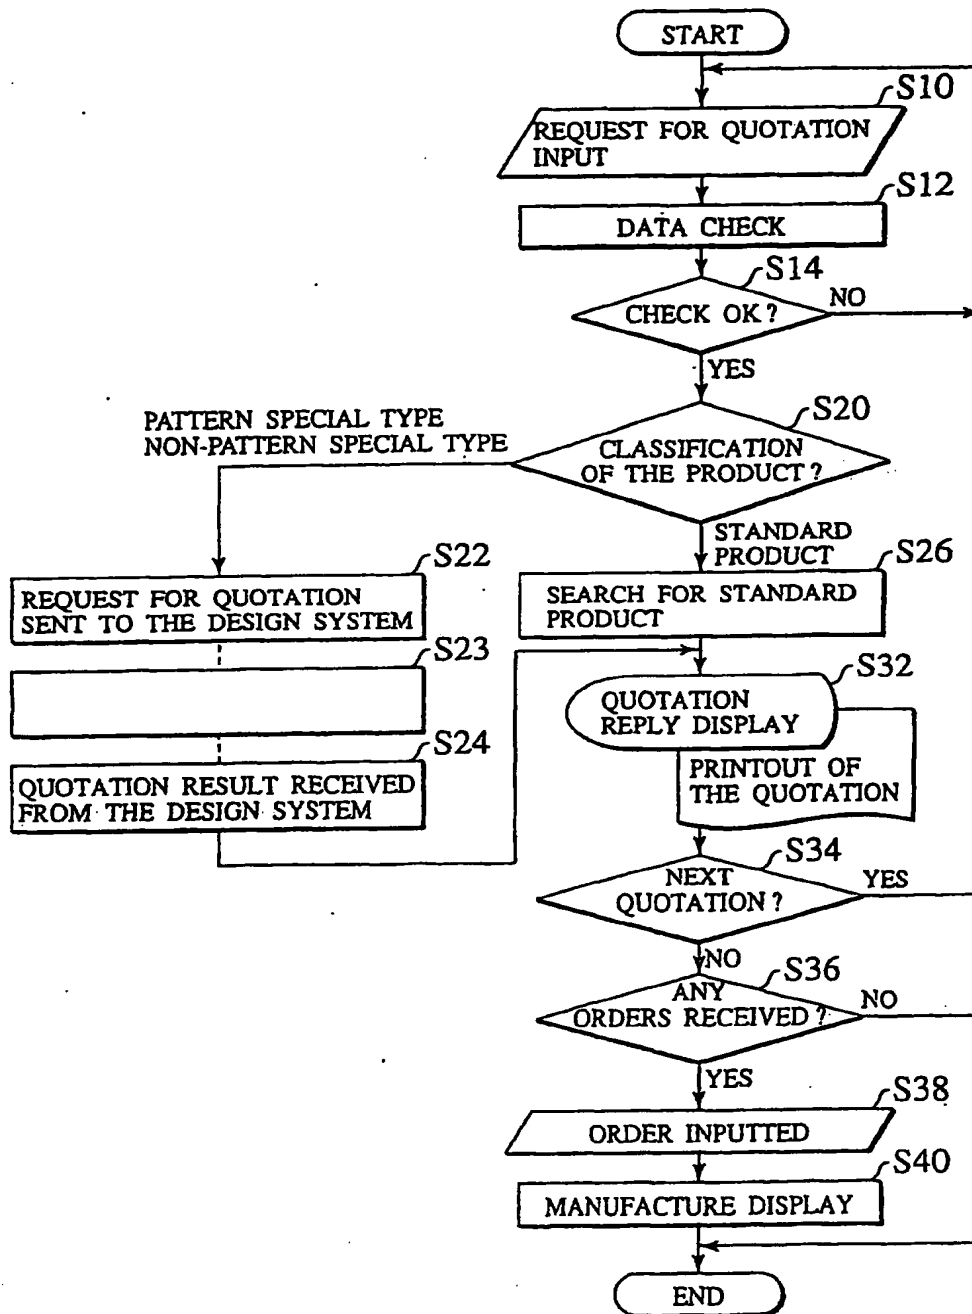 START
S10
REQUEST FOR QUOTATION
INPUT
S12
DATA CHECK
S14
CHECK OK?
NO
YES
S20
PATTERN SPECIAL TYPE
NON-PATTERN SPECIAL TYPE
CLASSIFICATION
OF THE PRODUCT?
STANDARD
PRODUCT
S22
REQUEST FOR QUOTATION
SENT TO THE DESIGN SYSTEM
S26
SEARCH FOR STANDARD
PRODUCT
S23
S24
QUOTATION RESULT RECEIVED
FROM THE DESIGN SYSTEM
S32
QUOTATION
REPLY DISPLAY
PRINTOUT OF
THE QUOTATION
S34
NEXT
QUOTATION?
YES
NO
S36
ANY
ORDERS RECEIVED?
NO
YES
S38
ORDER INPUTTED
S40
MANUFACTURE DISPLAY
END